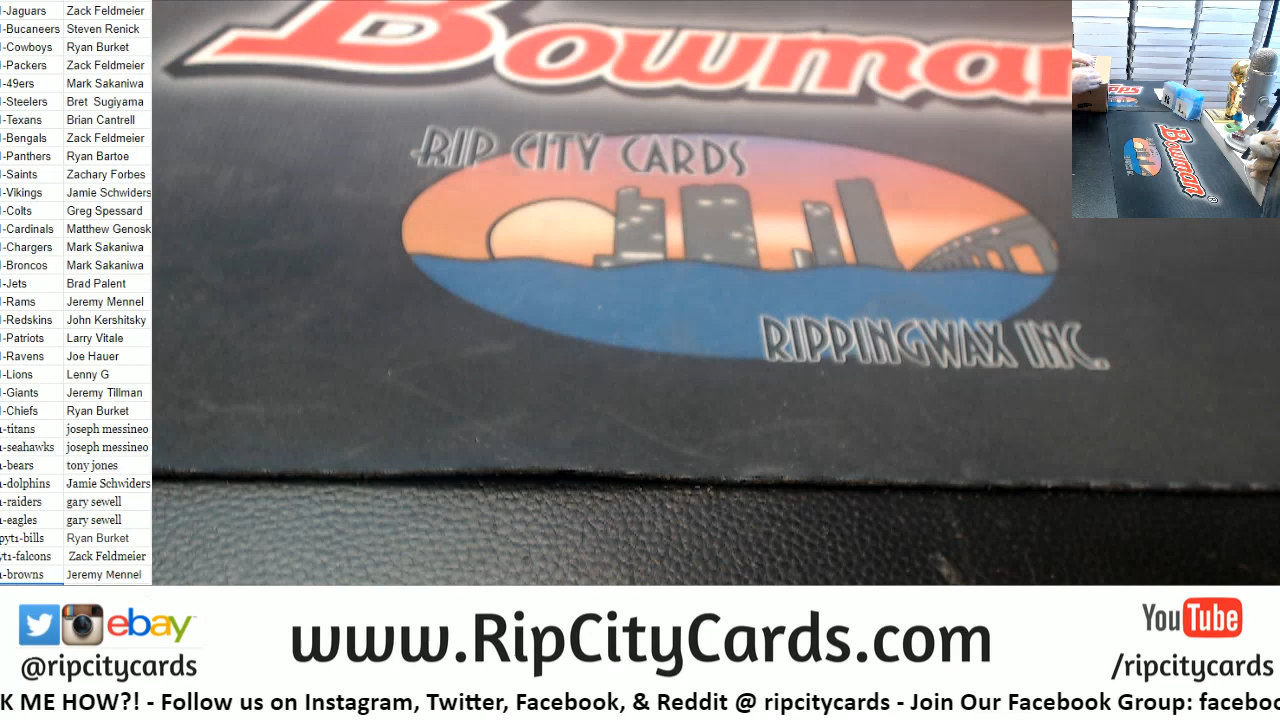 -Jaguars Zack Feldmeier
-Bucaneers Steven Renick
-Cowboys Ryan Burket
-Packers Zack Feldmeier
-49ers Mark Sakaniwa
-Steelers Bret Sugiyama
-Texans Brian Cantrell
-Bengals Zack Feldmeier
-Panthers Ryan Bartoe
-Saints Zachary Forbes
-Vikings Jamie Schwiders
-Colts Greg Spessard
-Cardinals Matthew Genosk
-Chargers Mark Sakaniwa
-Broncos Mark Sakaniwa
-Jets Brad Palent
-Rams Jeremy Mennel
-Redskins John Kershitsky
-Patriots Larry Vitale
-Ravens Joe Hauer
-Lions Lenny G
-Giants Jeremy Tillman
-Chiefs Ryan Burket
-titans joseph messineo
-seahawks joseph messineo
-bears tony jones
-dolphins Jamie Schwiders
-raiders gary sewell
-eagles gary sewell
pyt1-bills Ryan Burket
yt1-falcons Zack Feldmeier
-browns Jeremy Mennel
Bowma
RIP CITY CARDS
RIPPINGWAX INC.
Bowman®
ebay
@ripcitycards
www.RipCityCards.com
YouTube
/ripcitycards
K ME HOW?! - Follow us on Instagram, Twitter, Facebook, & Reddit @ ripcitycards - Join Our Facebook Group: faceboo